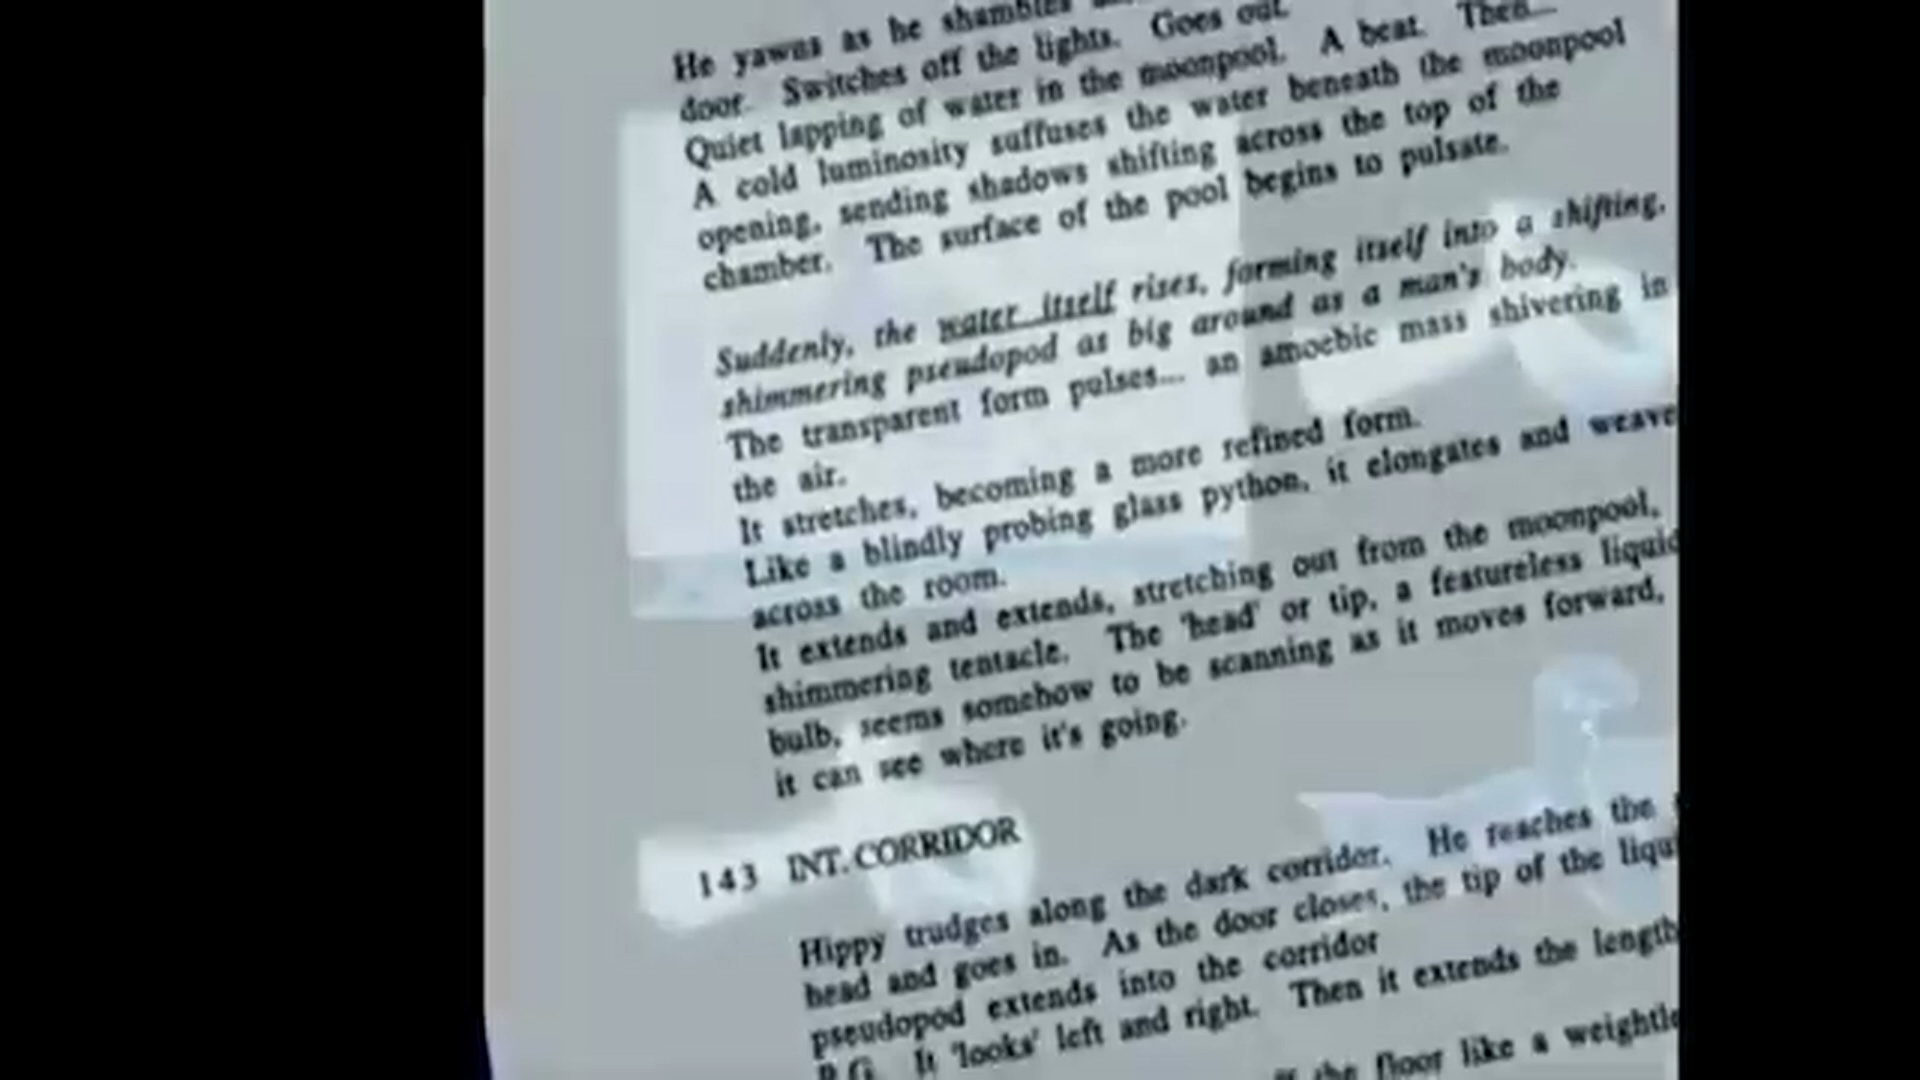 He yawns as he shambles
door. Switches off the lights. Goes out.
Quiet lapping of water in the moonpool. A beat. Then...
A cold luminosity suffuses the water beneath the moonpool
opening, sending shadows shifting across the top of the
chamber. The surface of the pool begins to pulsate.
Suddenly, the water itself rises, forming itself into a shifting,
shimmering pseudopod as big around as a man's body.
The transparent form pulses... an amoebic mass shivering in
the air.
It stretches, becoming a more refined form.
Like a blindly probing glass python, it elongates and weave
across the room.
It extends and extends, stretching out from the moonpool,
shimmering tentacle. The 'head' or tip, a featureless liquid
bulb, seems somehow to be scanning as it moves forward,
it can see where it's going.
143 INT. CORRIDOR
Hippy trudges along the dark corridor. He reaches the
head and goes in. As the door closes, the tip of the liqu
pseudopod extends into the corridor
B.G. It 'looks' left and right. Then it extends the length
the floor like a weightle